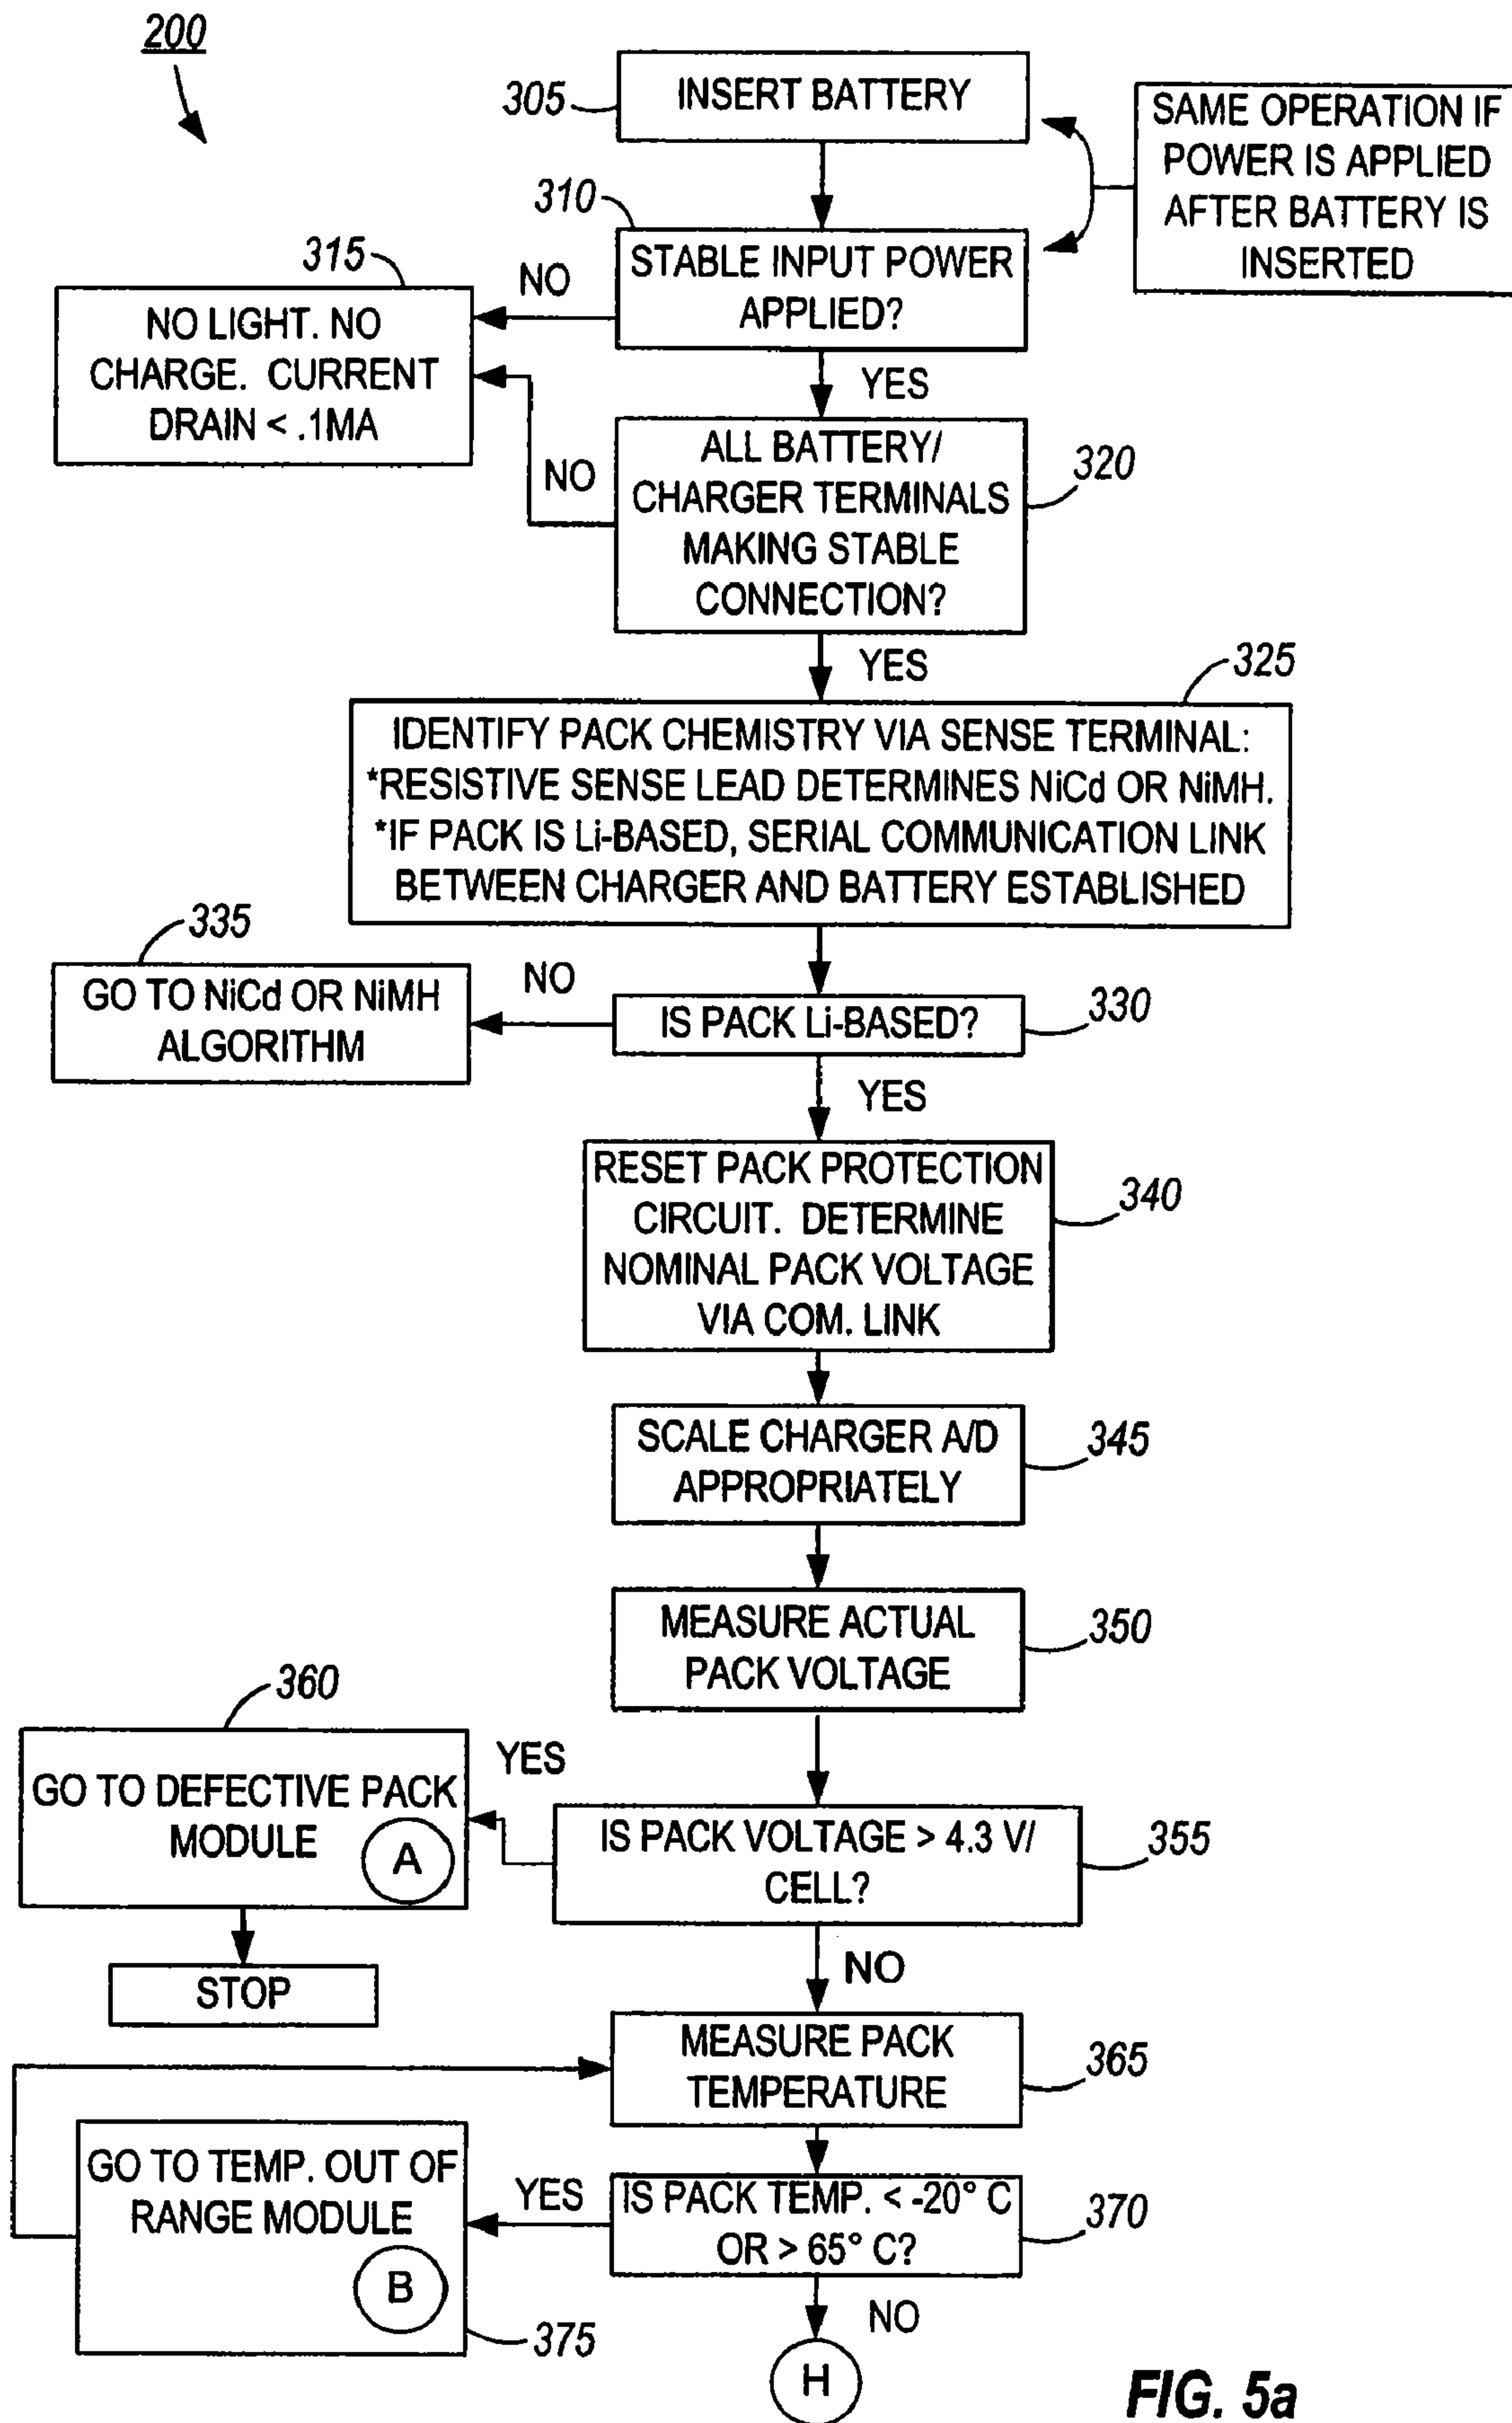 200
305
INSERT BATTERY
SAME OPERATION IF
POWER IS APPLIED
AFTER BATTERY IS
INSERTED
310
STABLE INPUT POWER
APPLIED?
NO
315
NO LIGHT. NO
CHARGE. CURRENT
DRAIN < .1MA
YES
ALL BATTERY/
CHARGER TERMINALS
MAKING STABLE
CONNECTION?
320
NO
YES
325
IDENTIFY PACK CHEMISTRY VIA SENSE TERMINAL:
*RESISTIVE SENSE LEAD DETERMINES NiCd OR NiMH.
*IF PACK IS Li-BASED, SERIAL COMMUNICATION LINK
BETWEEN CHARGER AND BATTERY ESTABLISHED
335
GO TO NiCd OR NiMH
ALGORITHM
NO
IS PACK Li-BASED?
330
YES
RESET PACK PROTECTION
CIRCUIT. DETERMINE
NOMINAL PACK VOLTAGE
VIA COM. LINK
340
SCALE CHARGER A/D
APPROPRIATELY
345
MEASURE ACTUAL
PACK VOLTAGE
350
360
GO TO DEFECTIVE PACK
MODULE
A
YES
IS PACK VOLTAGE > 4.3 V/
CELL?
355
STOP
NO
MEASURE PACK
TEMPERATURE
365
GO TO TEMP. OUT OF
RANGE MODULE
B
375
YES
IS PACK TEMP. < -20° C
OR > 65° C?
370
NO
H
FIG. 5a